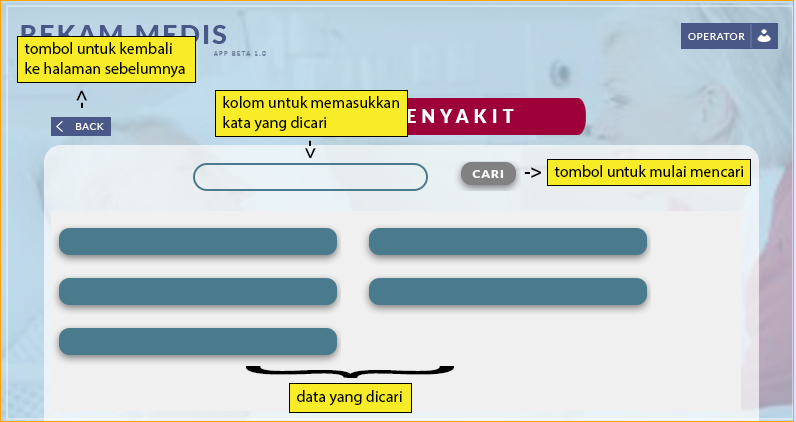 REKAM MEDIS
APP BETA 1.0
tombol untuk kembali
ke halaman sebelumnya
OPERATOR
kolom untuk memasukkan
kata yang dicari
ENYAKIT
< BACK
CARI
-> tombol untuk mulai mencari
data yang dicari